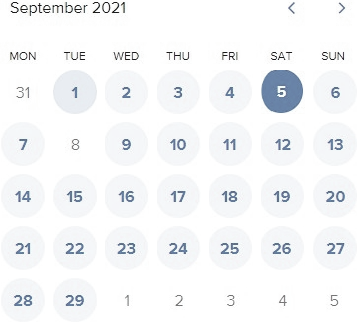 September 2021
MON TUE WED THU FRI SAT SUN
31 1 2 3 4 5 6
7 8 9 10 11 12 13
14 15 16 17 18 19 20
21 22 23 24 25 26 27
28 29 1 2 3 4 5